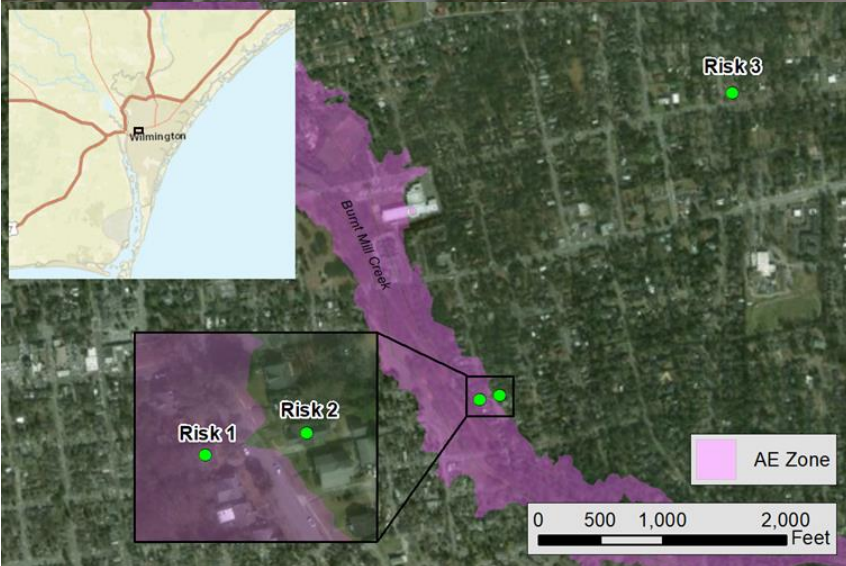 Wilmington
Risk 3
Burnt Mill Creek
Risk 2
Risk 1
AE Zone
0 500 1,000 2,000
Feet